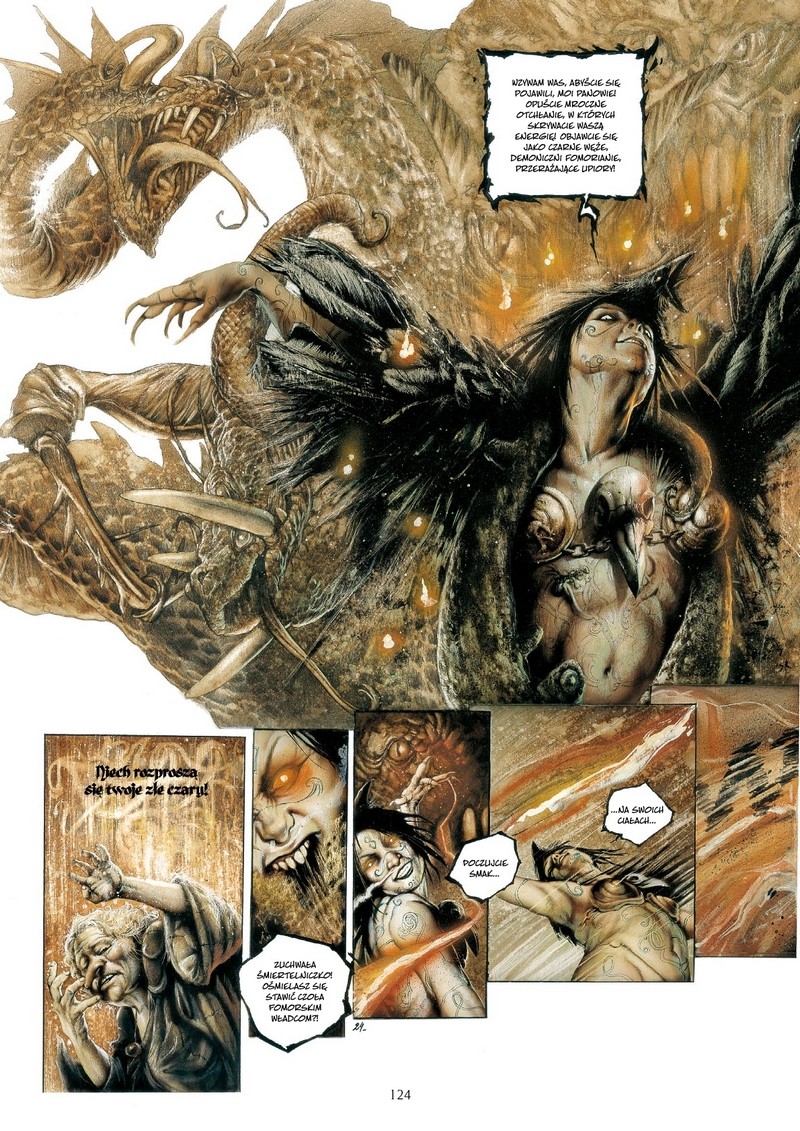 WZYWAM WAS, ABYŚCIE SIĘ
POJAWILI, MOI PANOWIE!
OPUŚĆIE MROCZNE
OTCHŁANIE, W KTÓRYCH
SKRYWACIE WASZĄ
ENERGIĘ! OBJAWCIE SIĘ
JAKO CZARNE WĘŻE,
DEMONICZNI FOMORIANIE,
PRZERAŻAJĄCE UPIORY!
Niech rozproszą
się twoje złe czary!
ZUCHWAŁA
ŚMIERTELNICZKO!
OŚMIELASZ SIĘ
STAWIĆ CZOŁA
FOMORSKIM
WŁADCOM?!
POCZUJCIE
SMAK...
...NA SWOICH
CIAŁACH...
24_
124